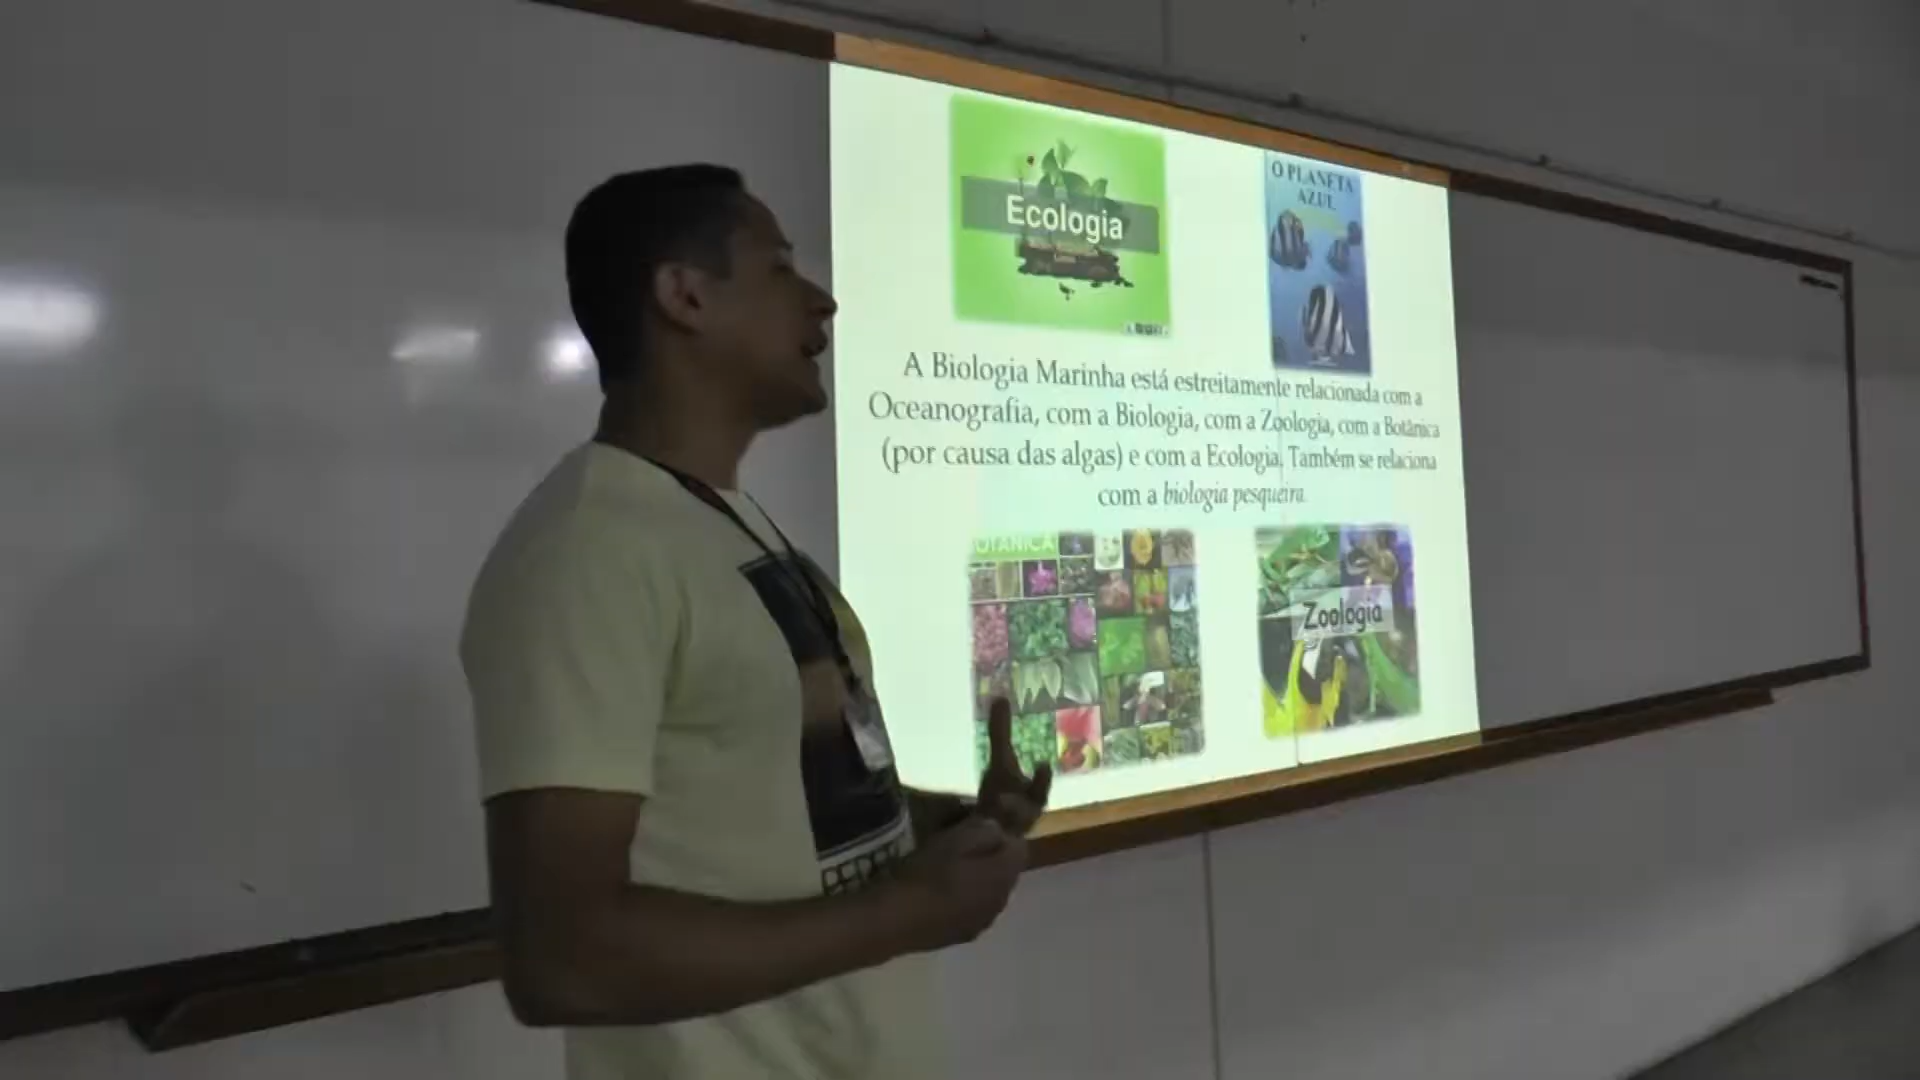 Ecologia
O PLANETA
AZUL
A Biologia Marinha está estreitamente relacionada com a
Oceanografia, com a Biologia, com a Zoologia, com a Botânica
(por causa das algas) e com a Ecologia. Também se relaciona
com a biologia pesqueira.
OTÂNICA
Zoologia